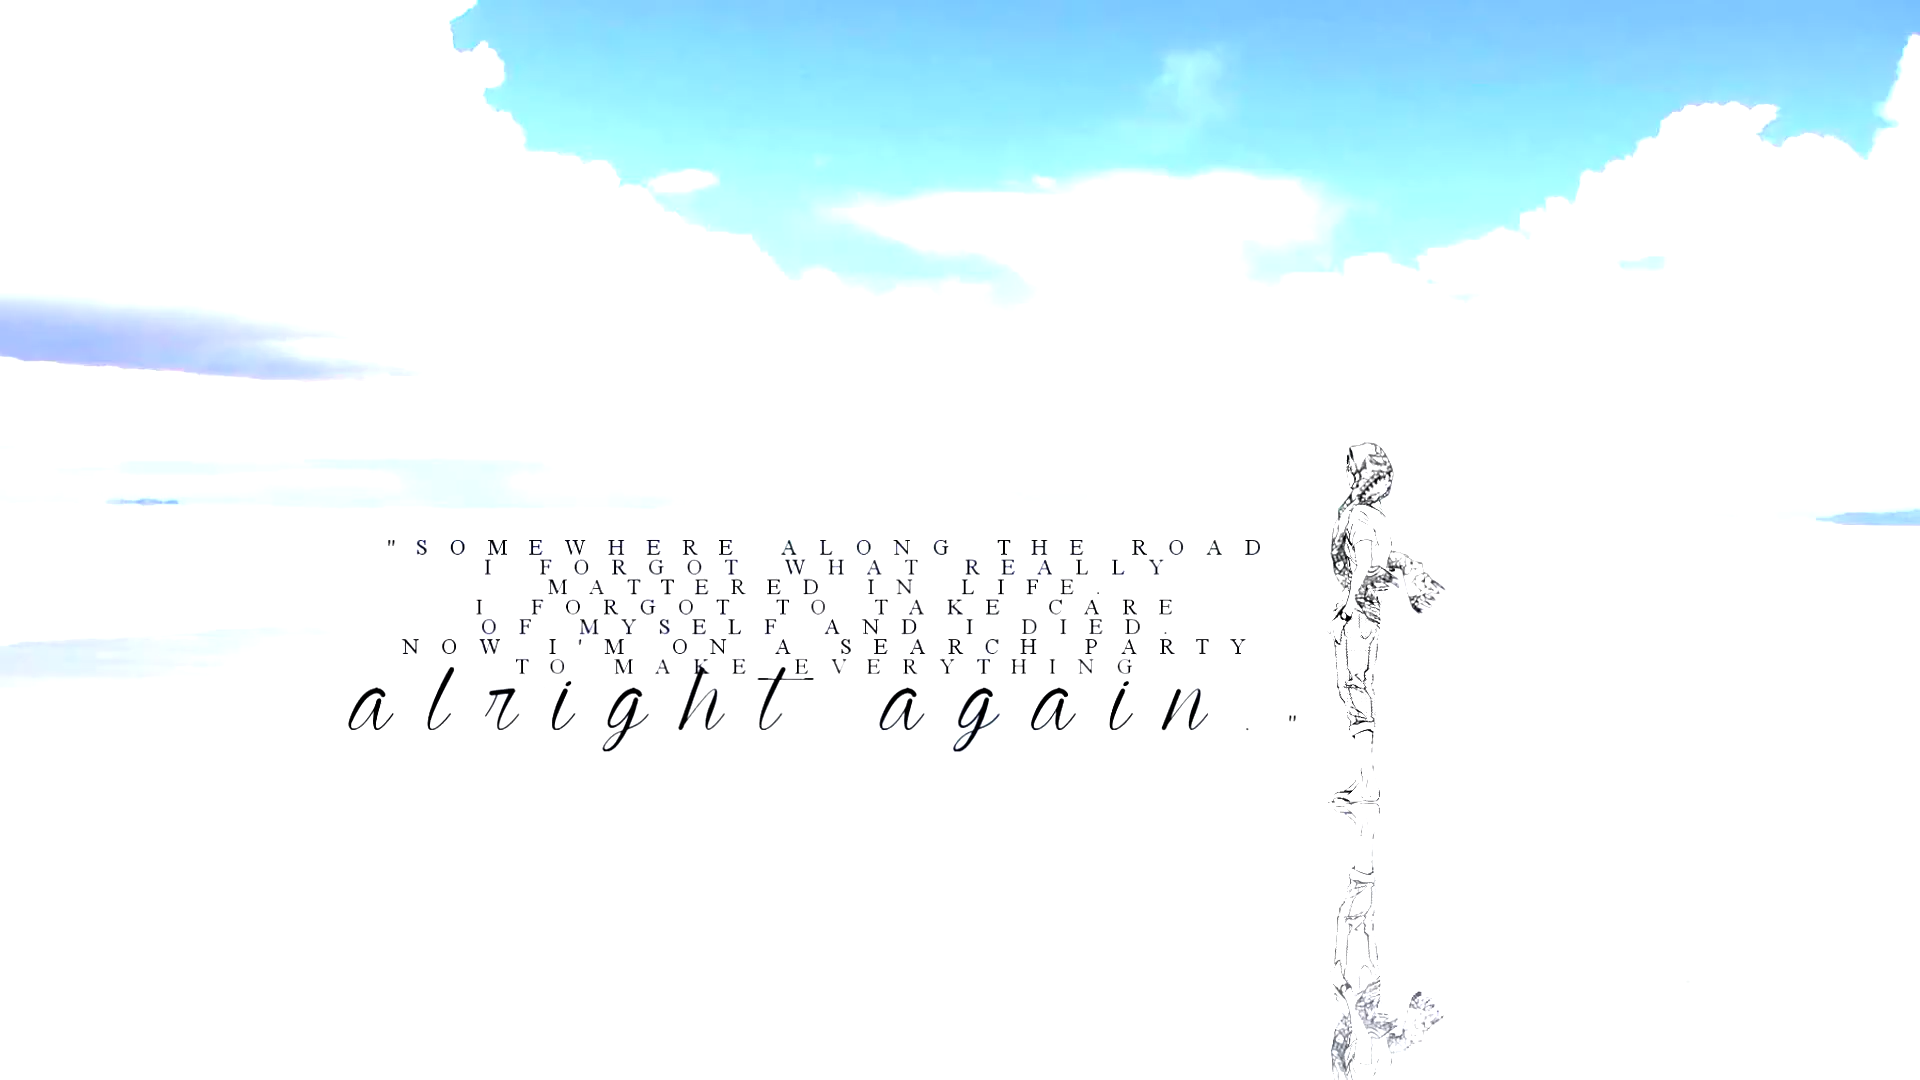 "SOMEWHERE ALONG THE ROAD
I FORGOT WHAT REALLY
MATTERED IN LIFE.
I FORGOT TO TAKE CARE
OF MYSELF AND I DIED.
NOW I'M ON A SEARCH PARTY
TO MAKE EVERYTHING
alright again."